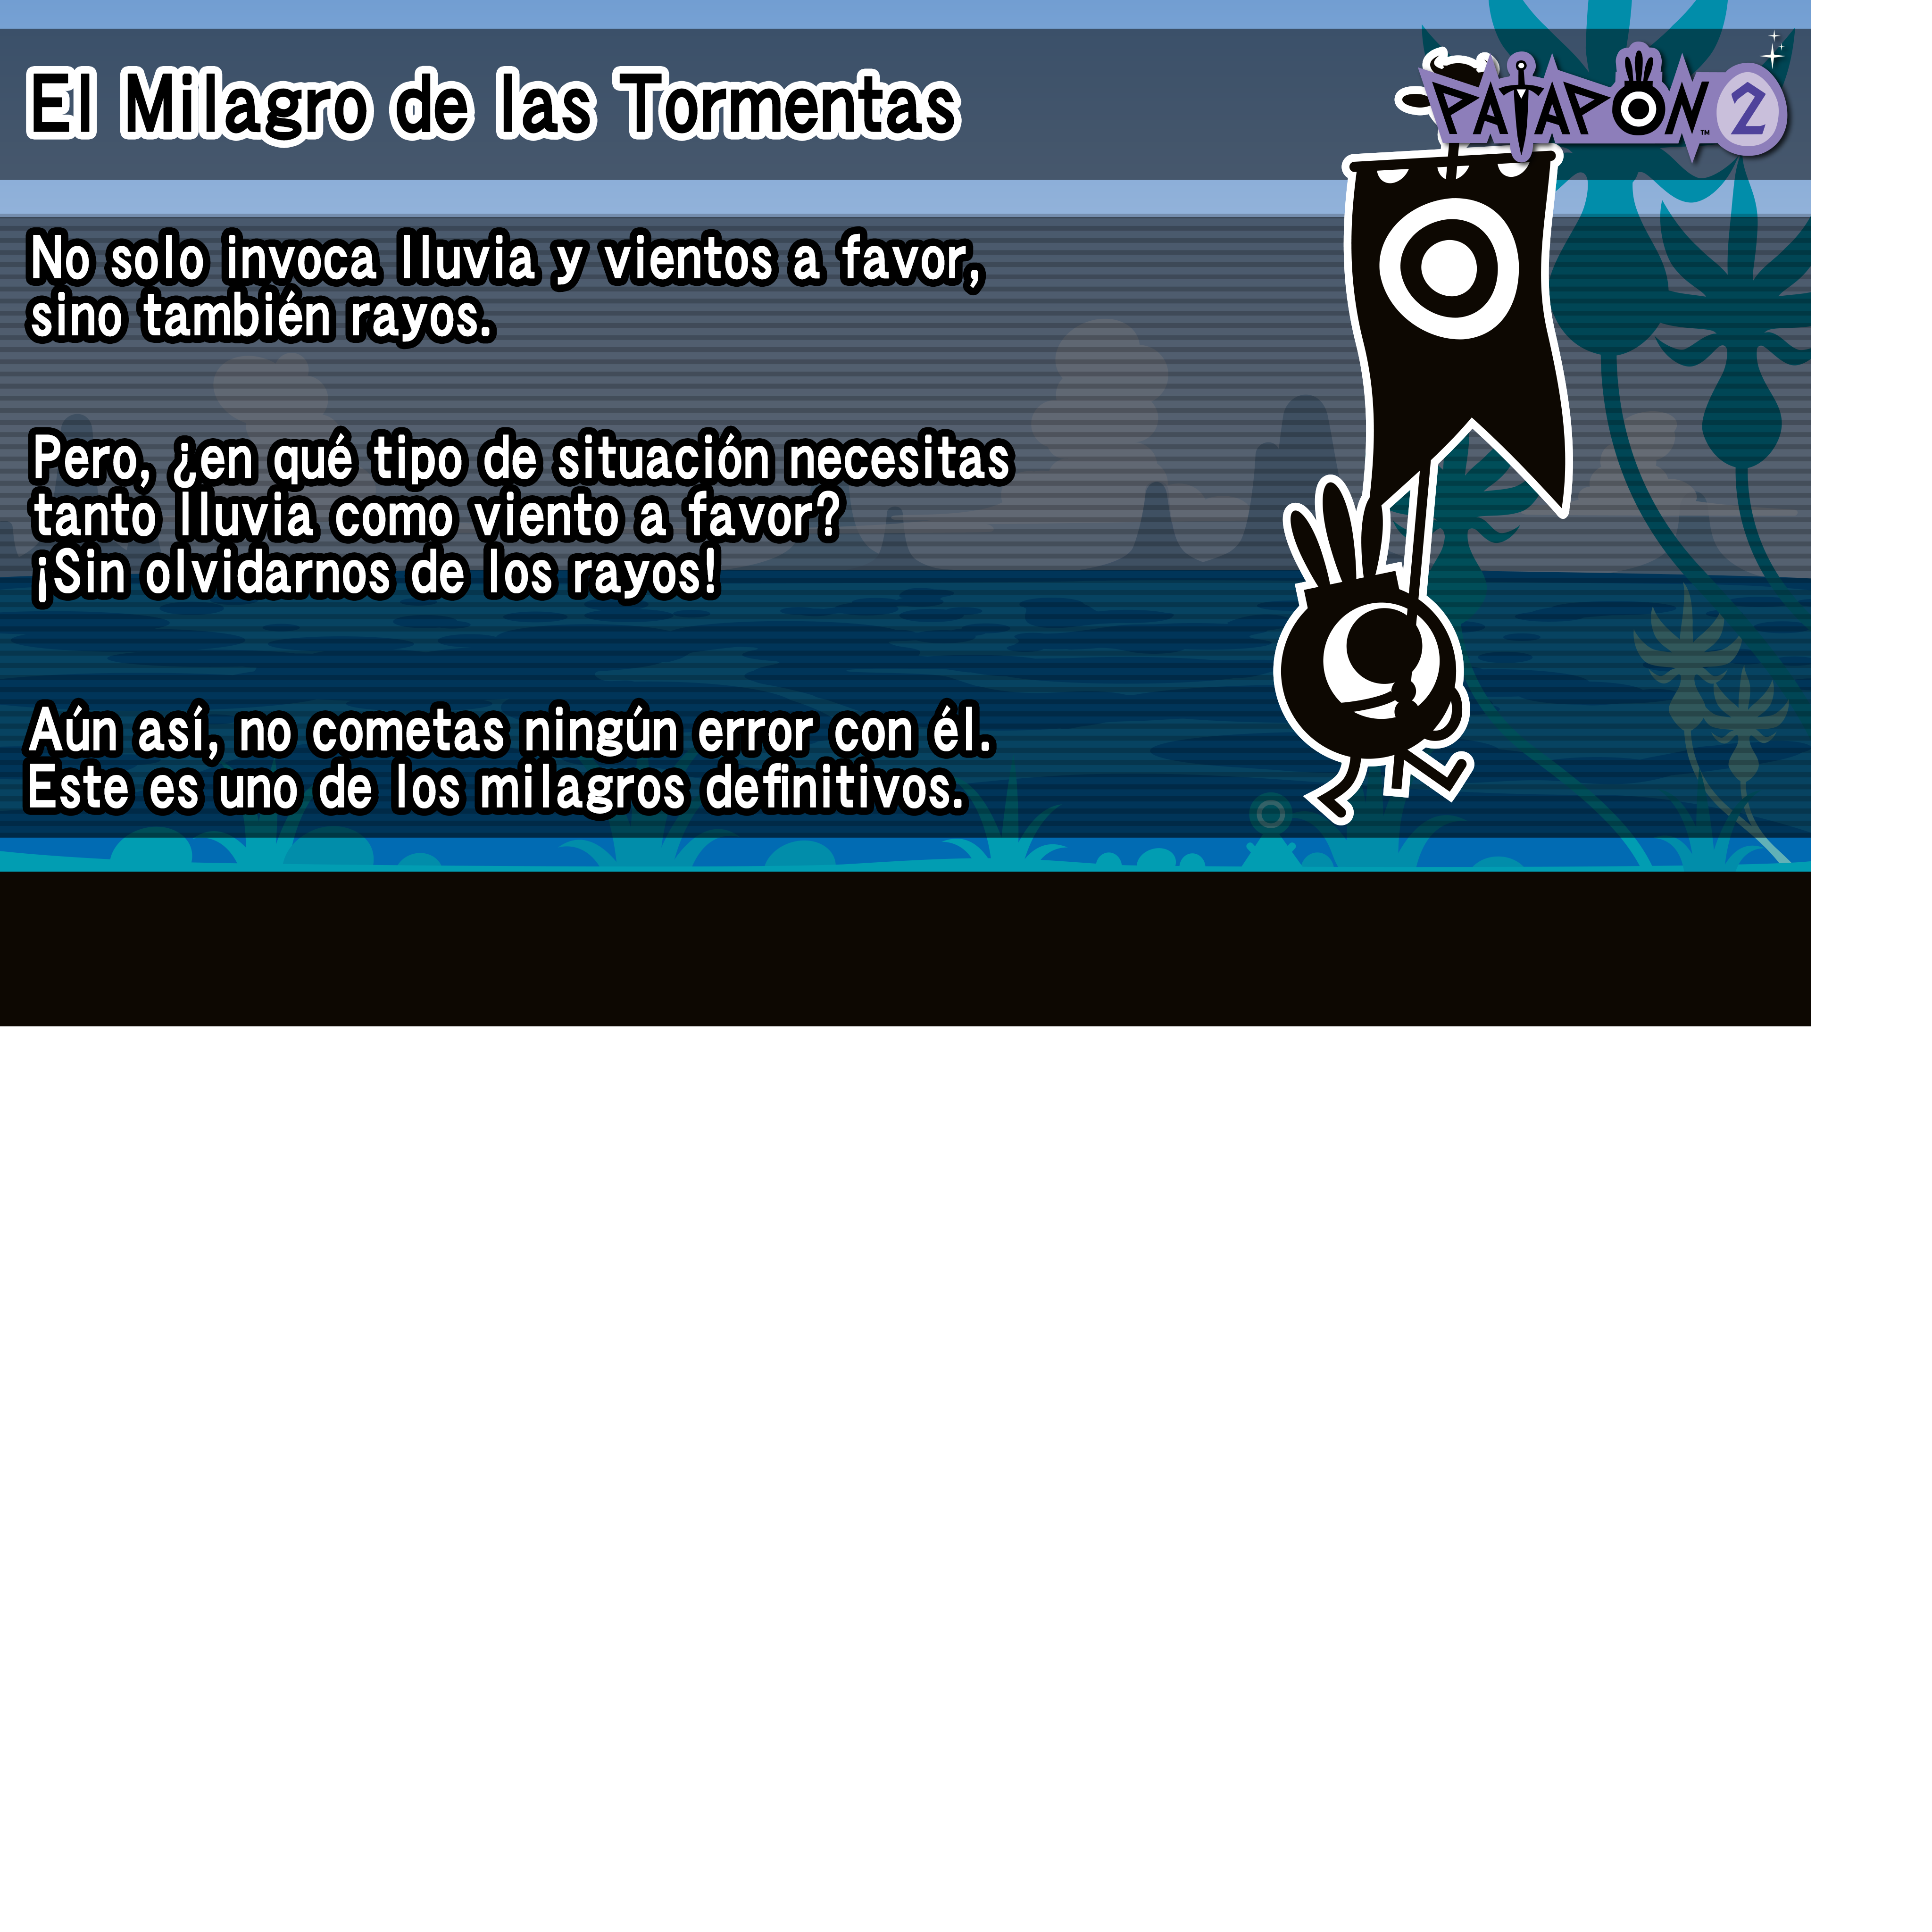 El Milagro de las Tormentas
PATAPON 2
TM
No solo invoca lluvia y vientos a favor,
sino también rayos.
Pero, ¿en qué tipo de situación necesitas
tanto lluvia como viento a favor?
¡Sin olvidarnos de los rayos!
Aún así, no cometas ningún error con él.
Este es uno de los milagros definitivos.